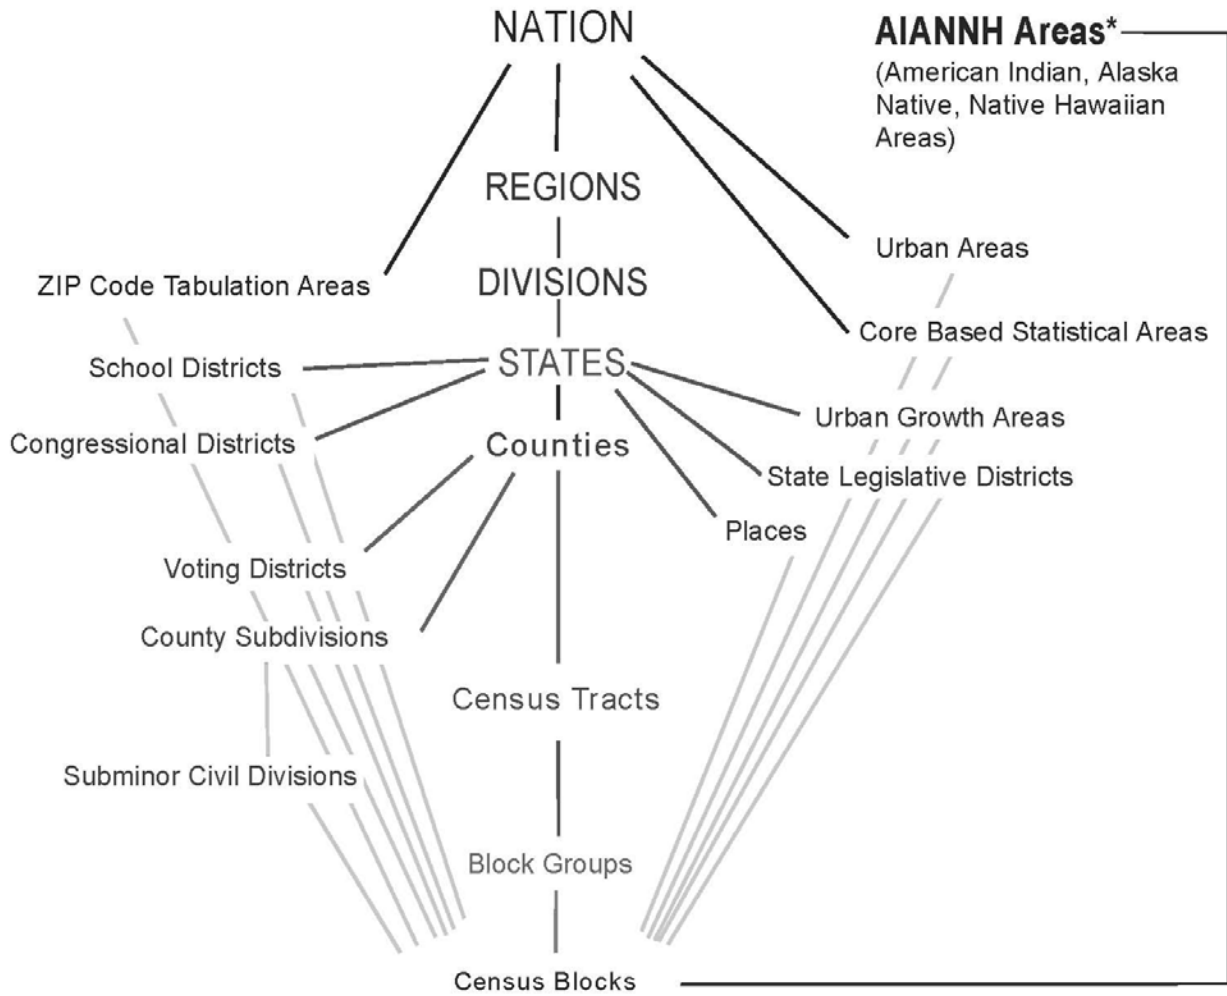 NATION
AIANNH Areas*
(American Indian, Alaska
Native, Native Hawaiian
Areas)
REGIONS
Urban Areas
ZIP Code Tabulation Areas
DIVISIONS
Core Based Statistical Areas
School Districts
STATES
Urban Growth Areas
Congressional Districts
Counties
State Legislative Districts
Places
Voting Districts
County Subdivisions
Census Tracts
Subminor Civil Divisions
Block Groups
Census Blocks